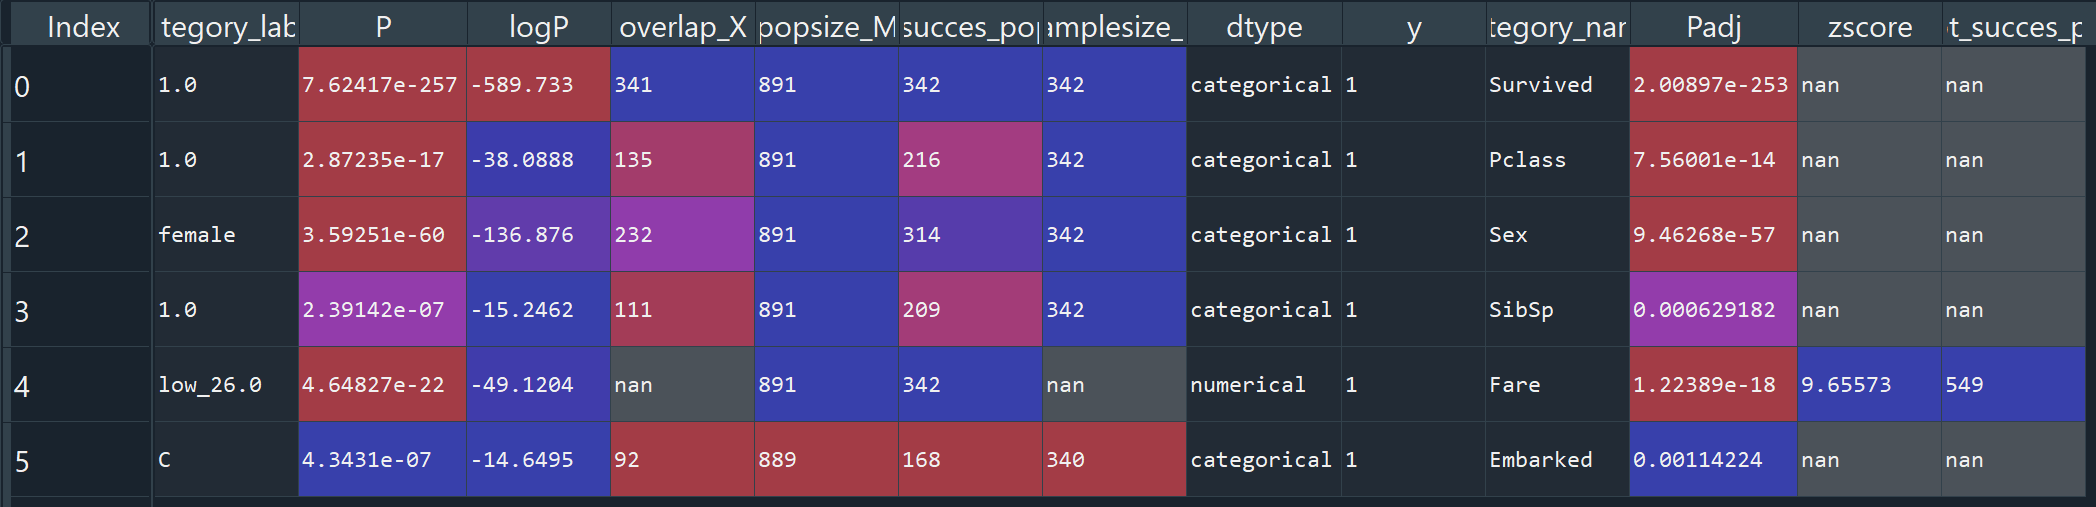 Index tegory_lab P logP overlap_X popsize_M succes_pop amplesize_ dtype y tegory_nar Padj zscore t_succes_p
0 1.0 7.62417e-257 -589.733 341 891 342 342 categorical 1 Survived 2.00897e-253 nan nan
1 1.0 2.87235e-17 -38.0888 135 891 216 342 categorical 1 Pclass 7.56001e-14 nan nan
2 female 3.59251e-60 -136.876 232 891 314 342 categorical 1 Sex 9.46268e-57 nan nan
3 1.0 2.39142e-07 -15.2462 111 891 209 342 categorical 1 SibSp 0.000629182 nan nan
4 low_26.0 4.64827e-22 -49.1204 nan 891 342 nan numerical 1 Fare 1.22389e-18 9.65573 549
5 C 4.3431e-07 -14.6495 92 889 168 340 categorical 1 Embarked 0.00114224 nan nan